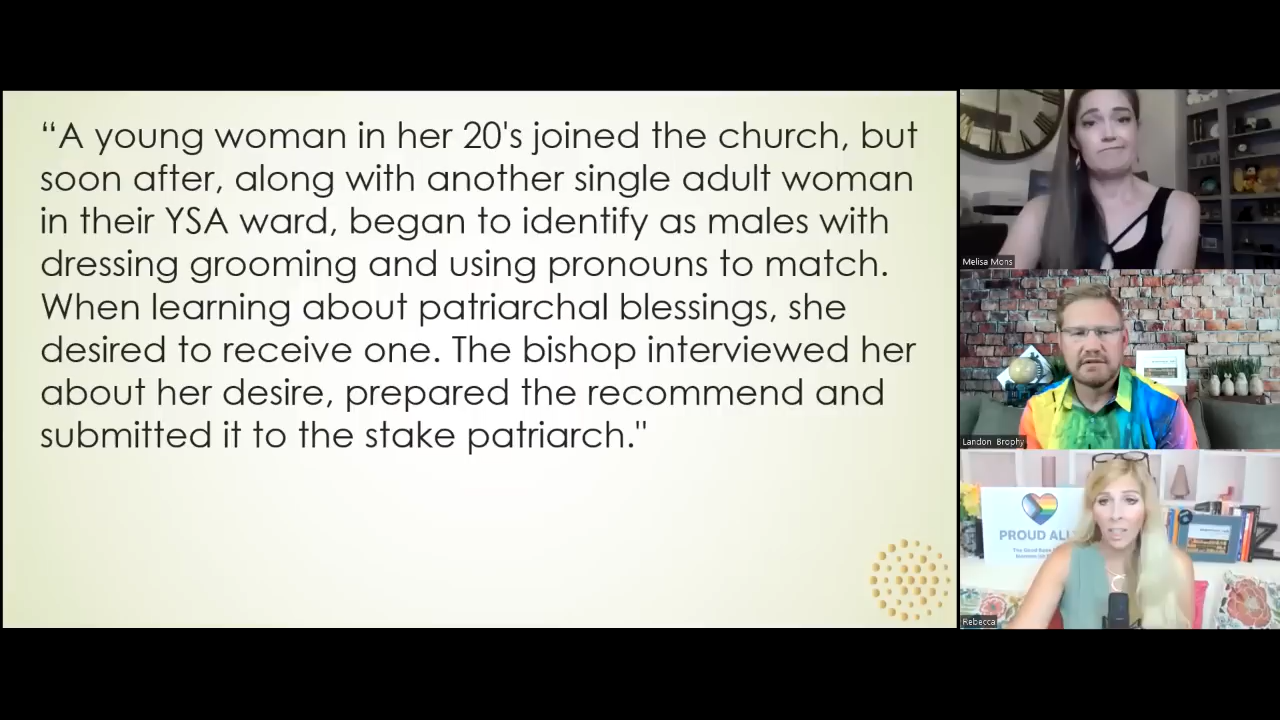 “A young woman in her 20's joined the church, but
soon after, along with another single adult woman
in their YSA ward, began to identify as males with
dressing grooming and using pronouns to match.
When learning about patriarchal blessings, she
desired to receive one. The bishop interviewed her
about her desire, prepared the recommend and
submitted it to the stake patriarch."
Melisa Mons
Landon Brophy
PROUD ALLY
Rebecca